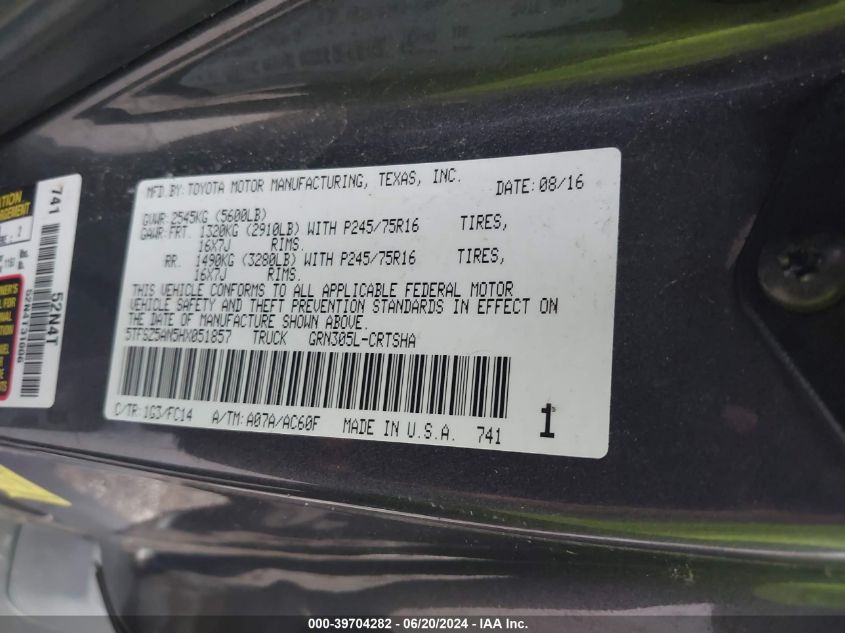 MFD.BY: TOYOTA MOTOR MANUFACTURING, TEXAS, INC. DATE: 08/16
GVWR: 2545KG (5600LB)
GAWR: FRT. 1320KG (2910LB) WITH P245/75R16 TIRES,
16X7J RIMS.
RR. 1490KG (3280LB) WITH P245/75R16 TIRES,
16X7J RIMS.
THIS VEHICLE CONFORMS TO ALL APPLICABLE FEDERAL MOTOR
VEHICLE SAFETY AND THEFT PREVENTION STANDARDS IN EFFECT ON
THE DATE OF MANUFACTURE SHOWN ABOVE.
5TFSZ5AN5HX051857 TRUCK GRN305L-CRTSHA
C/TR: 1G3/FC14 A/TM: A07A/AC60F MADE IN U.S.A. 741 1
741
52N4T
000-39704282 - 06/20/2024 - IAA Inc.